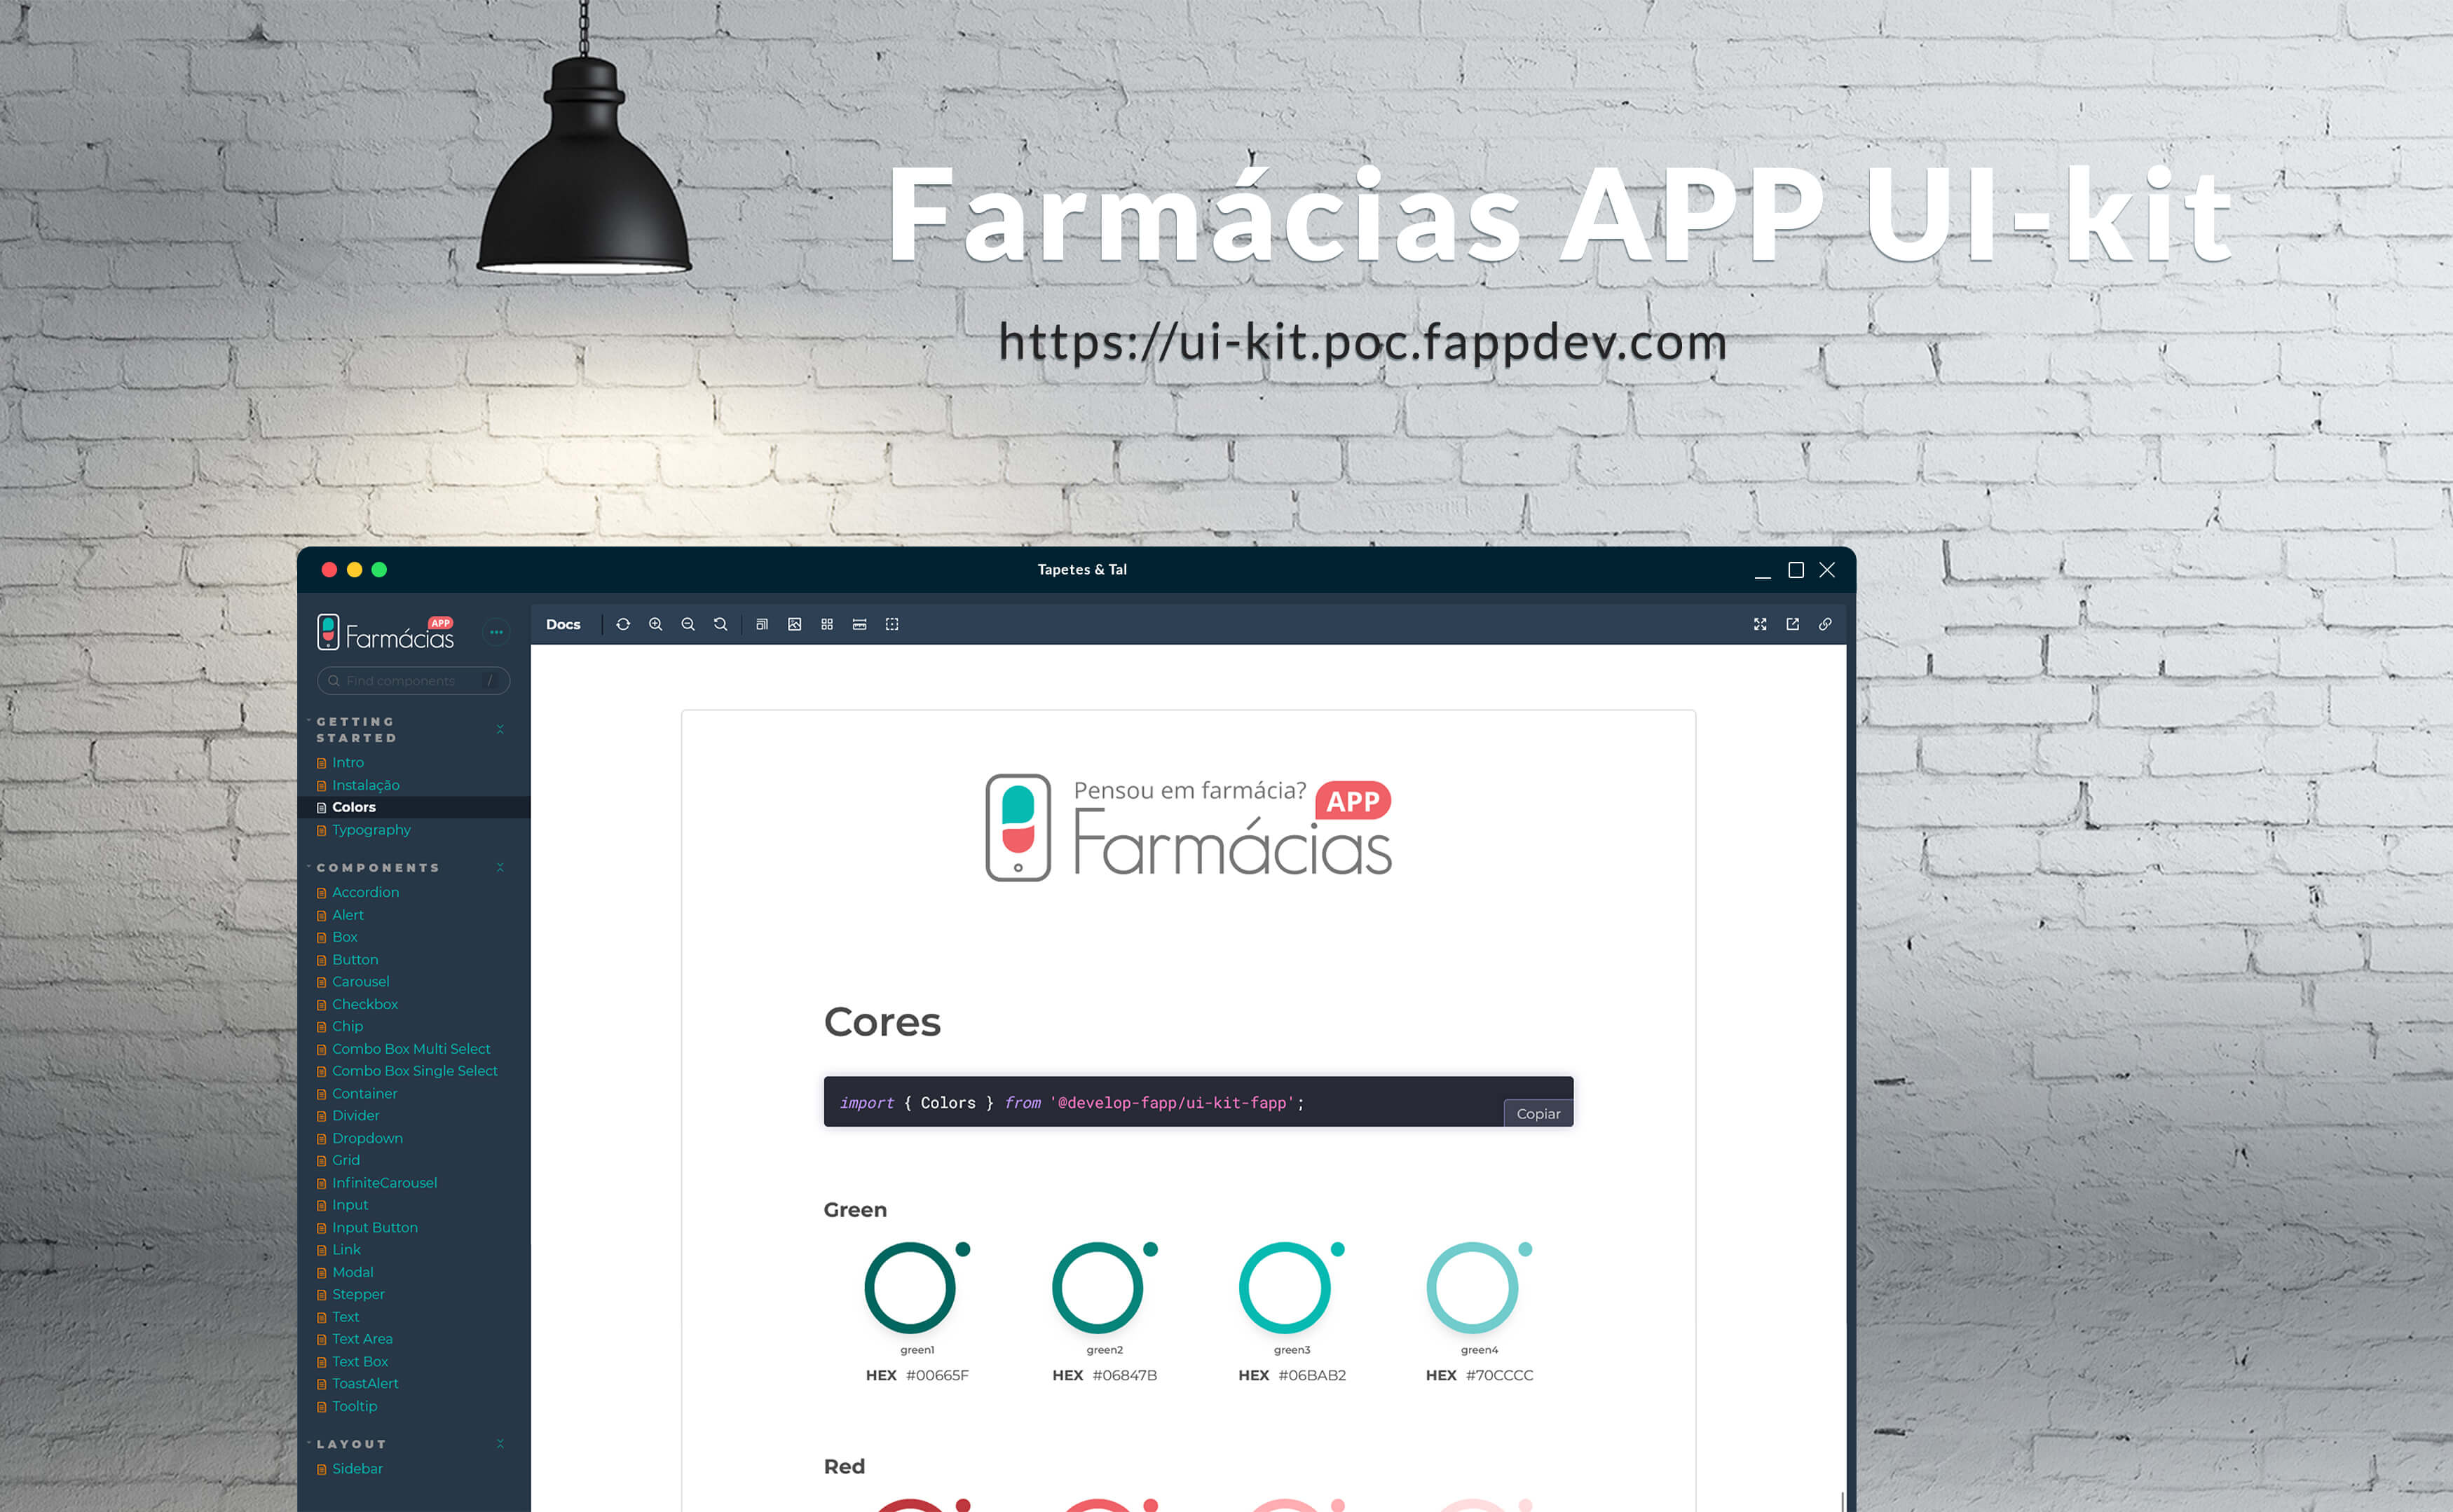 Farmácias APP UI-kit
https://ui-kit.poc.fappdev.com
Tapetes & Tal
APP
Farmácias
Find components /
GETTING
STARTED
Intro
Instalação
Colors
Typography
COMPONENTS
Accordion
Alert
Box
Button
Carousel
Checkbox
Chip
Combo Box Multi Select
Combo Box Single Select
Container
Divider
Dropdown
Grid
InfiniteCarousel
Input
Input Button
Link
Modal
Stepper
Text
Text Area
Text Box
ToastAlert
Tooltip
LAYOUT
Sidebar
Docs
Pensou em farmácia? APP
Farmácias
Cores
import { Colors } from '@develop-fapp/ui-kit-fapp';
Copiar
Green
green1 green2 green3 green4
HEX #00665F HEX #06847B HEX #06BAB2 HEX #70CCCC
Red